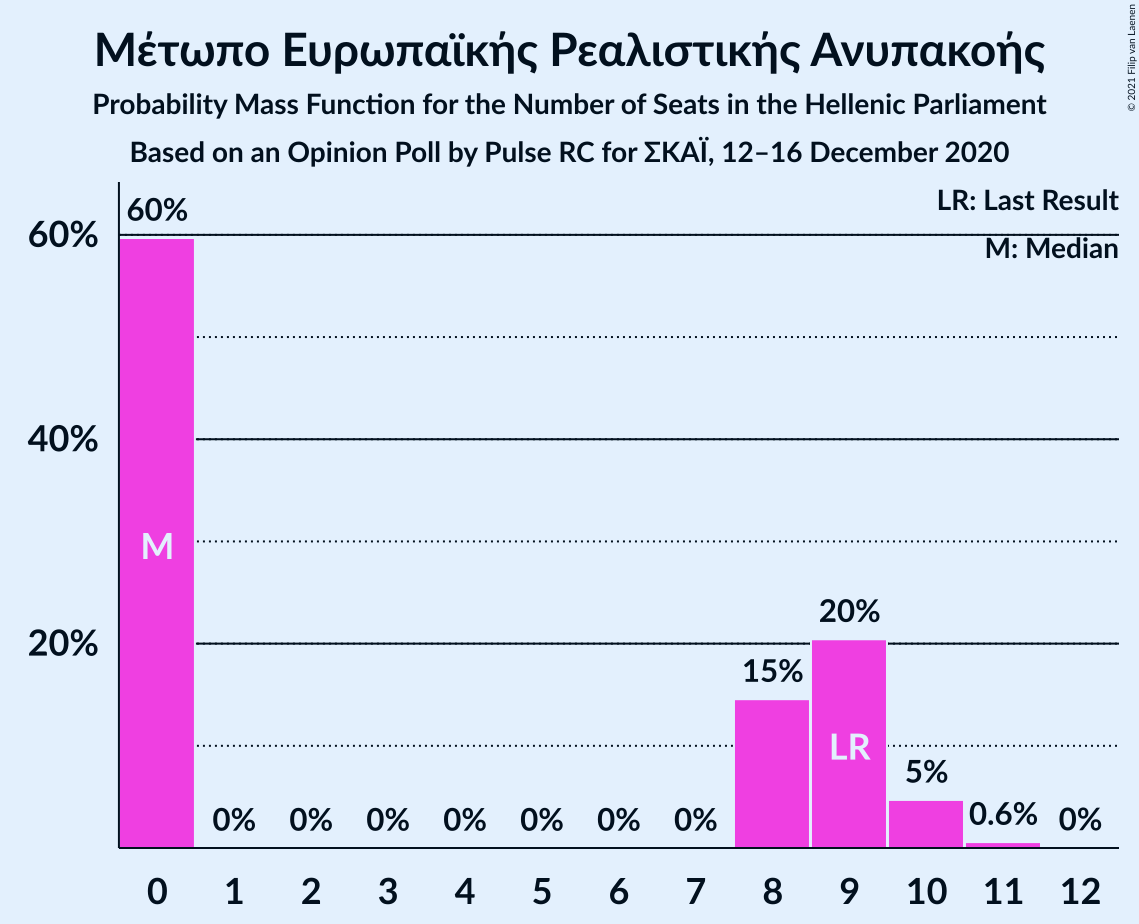 Μέτωπο Ευρωπαϊκής Ρεαλιστικής Ανυπακοής
Probability Mass Function for the Number of Seats in the Hellenic Parliament
Based on an Opinion Poll by Pulse RC for ΣΚΑΪ, 12–16 December 2020
© 2021 Filip van Laenen
LR: Last Result
M: Median
60%
40%
20%
60%
0%
0%
0%
0%
0%
0%
0%
15%
20%
5%
0.6%
0%
M
LR
0 1 2 3 4 5 6 7 8 9 10 11 12